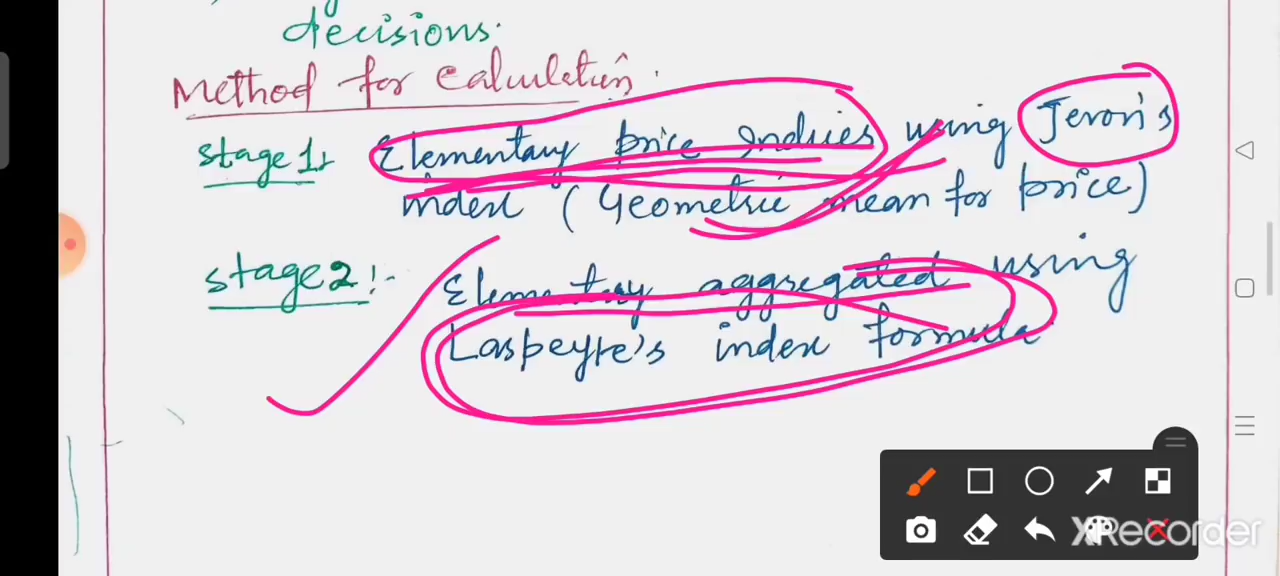 decisions.
Method for Calculation.
Stage 1:- Elementary price Indices using Jevon's
index (Geometric mean for price)
Stage 2:- Elementary aggregated using
Laspeyre's index formula
XRecorder